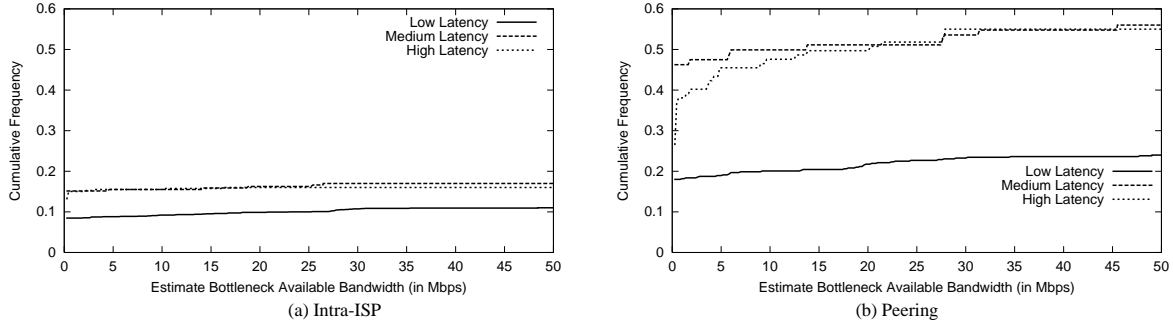 0.6
0.5
0.4
0.3
0.2
0.1
0
Cumulative Frequency
Low Latency
Medium Latency
High Latency
0 5 10 15 20 25 30 35 40 45 50
Estimate Bottleneck Available Bandwidth (in Mbps)
(a) Intra-ISP
0.6
0.5
0.4
0.3
0.2
0.1
0
Cumulative Frequency
Low Latency
Medium Latency
High Latency
0 5 10 15 20 25 30 35 40 45 50
Estimate Bottleneck Available Bandwidth (in Mbps)
(b) Peering